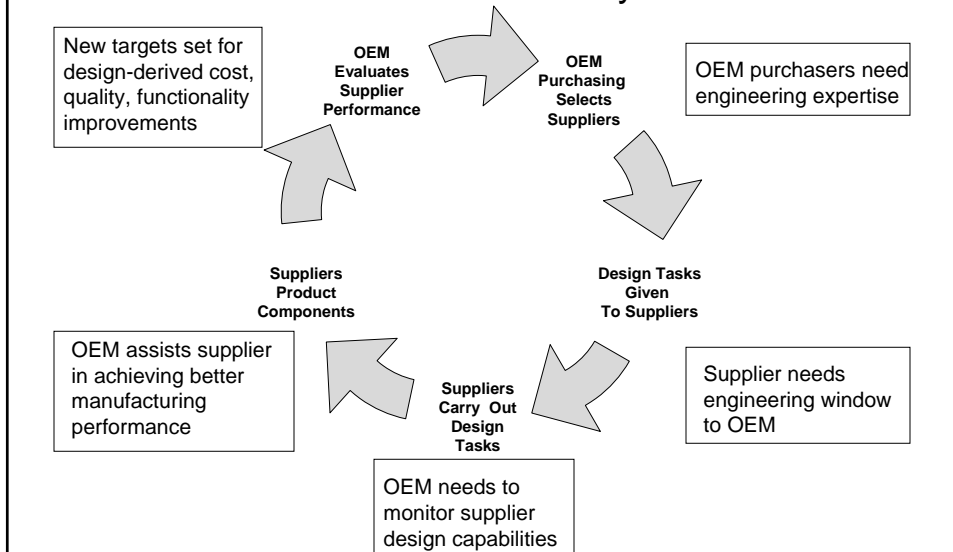 New targets set for
design-derived cost,
quality, functionality
improvements
OEM
Evaluates
Supplier
Performance
OEM
Purchasing
Selects
Suppliers
OEM purchasers need
engineering expertise
Suppliers
Product
Components
Design Tasks
Given
To Suppliers
OEM assists supplier
in achieving better
manufacturing
performance
Suppliers
Carry Out
Design
Tasks
Supplier needs
engineering window
to OEM
OEM needs to
monitor supplier
design capabilities